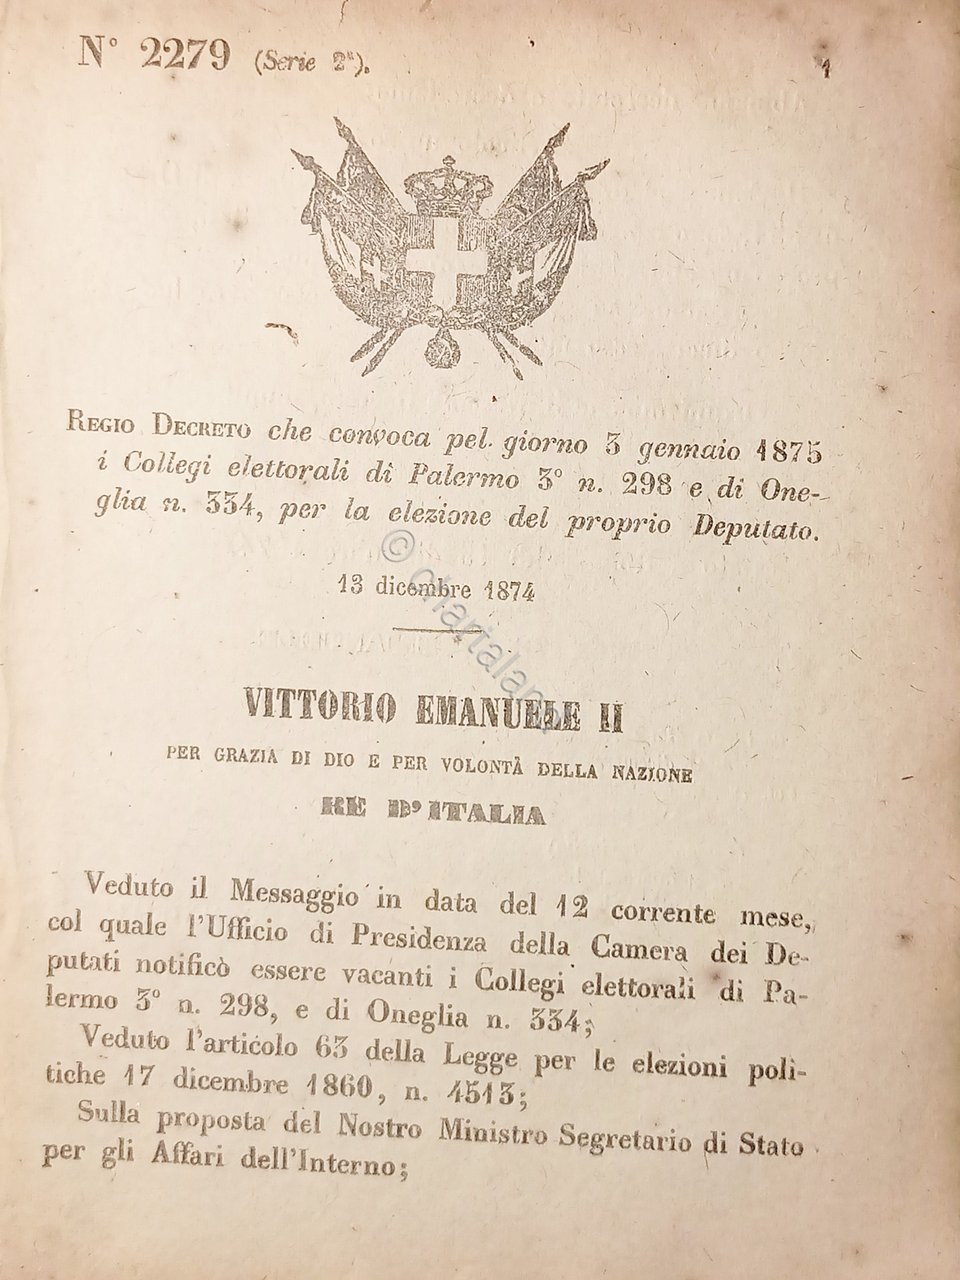 N° 2279 (Serie 2ª).
1
REGIO DECRETO che convoca pel giorno 3 gennaio 1875
i Collegi elettorali di Palermo 3° n. 298 e di One-
glia n. 334, per la elezione del proprio Deputato.
13 dicembre 1874
VITTORIO EMANUELE II
PER GRAZIA DI DIO E PER VOLONTÀ DELLA NAZIONE
RE D'ITALIA
Veduto il Messaggio in data del 12 corrente mese,
col quale l'Ufficio di Presidenza della Camera dei De-
putati notificò essere vacanti i Collegi elettorali di Pa-
lermo 3° n. 298, e di Oneglia n. 334;
Veduto l'articolo 63 della Legge per le elezioni poli-
tiche 17 dicembre 1860, n. 4513;
Sulla proposta del Nostro Ministro Segretario di Stato
per gli Affari dell'Interno;